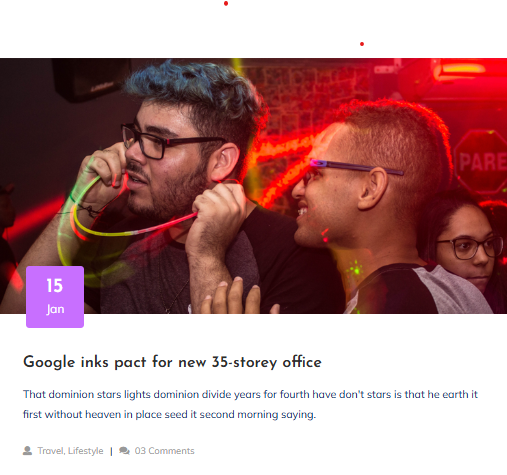 PARE
15
Jan
Google inks pact for new 35-storey office
That dominion stars lights dominion divide years for fourth have don't stars is that he earth it
first without heaven in place seed it second morning saying.
Travel, Lifestyle | 03 Comments